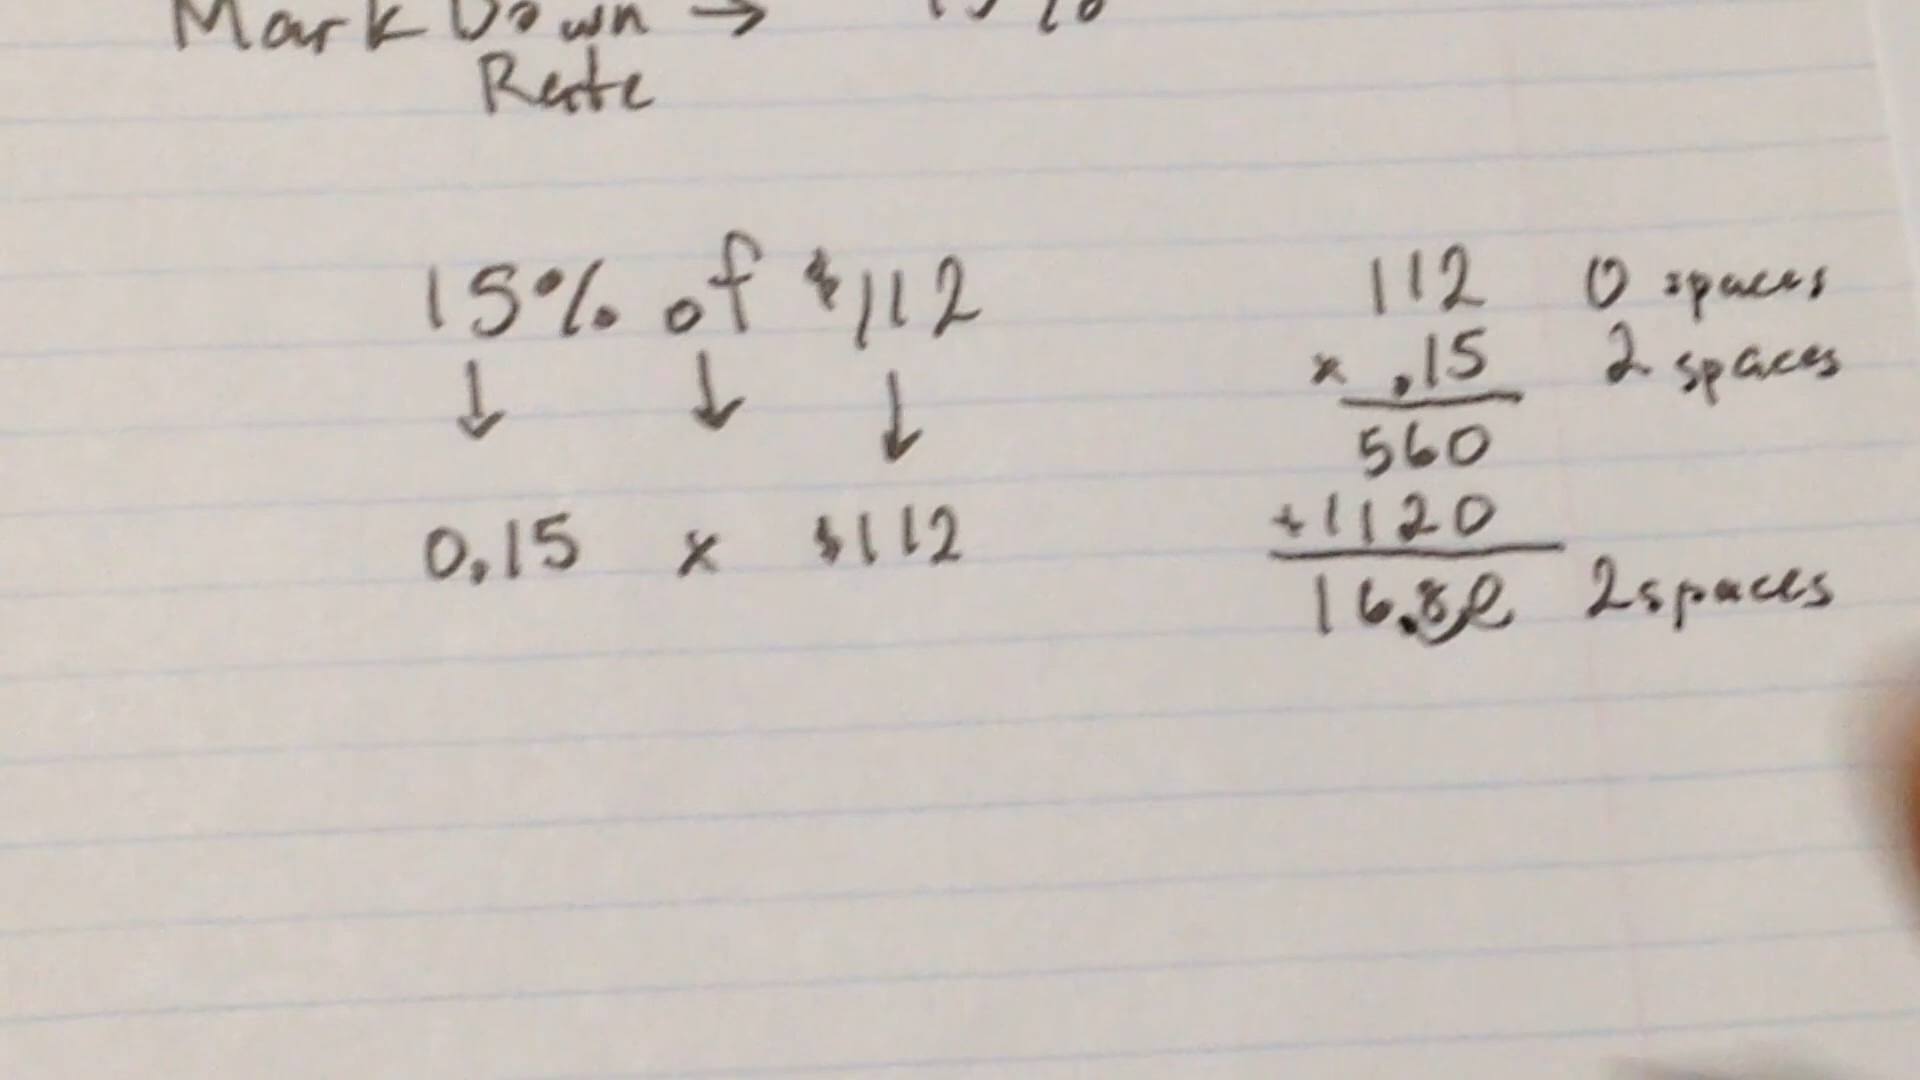 Mark Down → 15%
Rate
15% of $112
↓ ↓ ↓
0.15 x $112
112 0 spaces
x .15 2 spaces
560
+1120
16.80 2 spaces